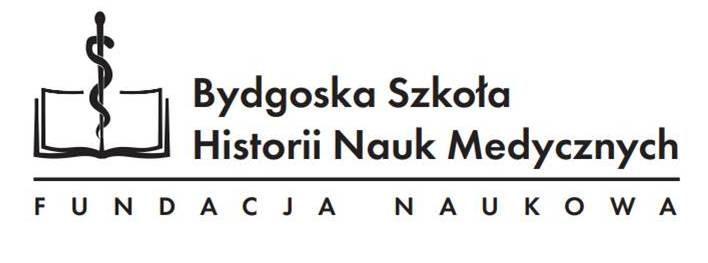 Bydgoska Szkoła
Historii Nauk Medycznych
FUNDACJA NAUKOWA